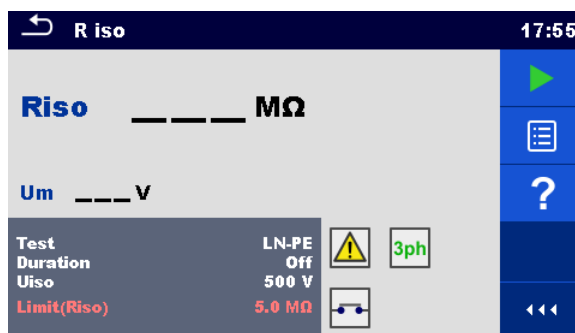 R iso 17:55
Riso ___ MΩ
Um ___ V
?
Test LN-PE
Duration Off
Uiso 500 V
Limit(Riso) 5.0 MΩ
3ph